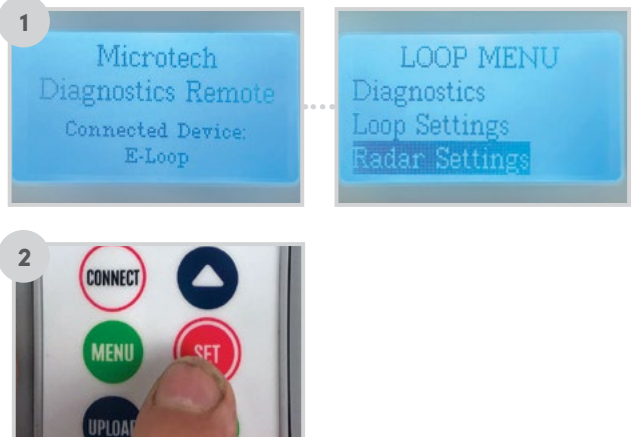 1
Microtech
Diagnostics Remote
Connected Device:
E-Loop
LOOP MENU
Diagnostics
Loop Settings
Radar Settings
2
CONNECT
MENU
SET